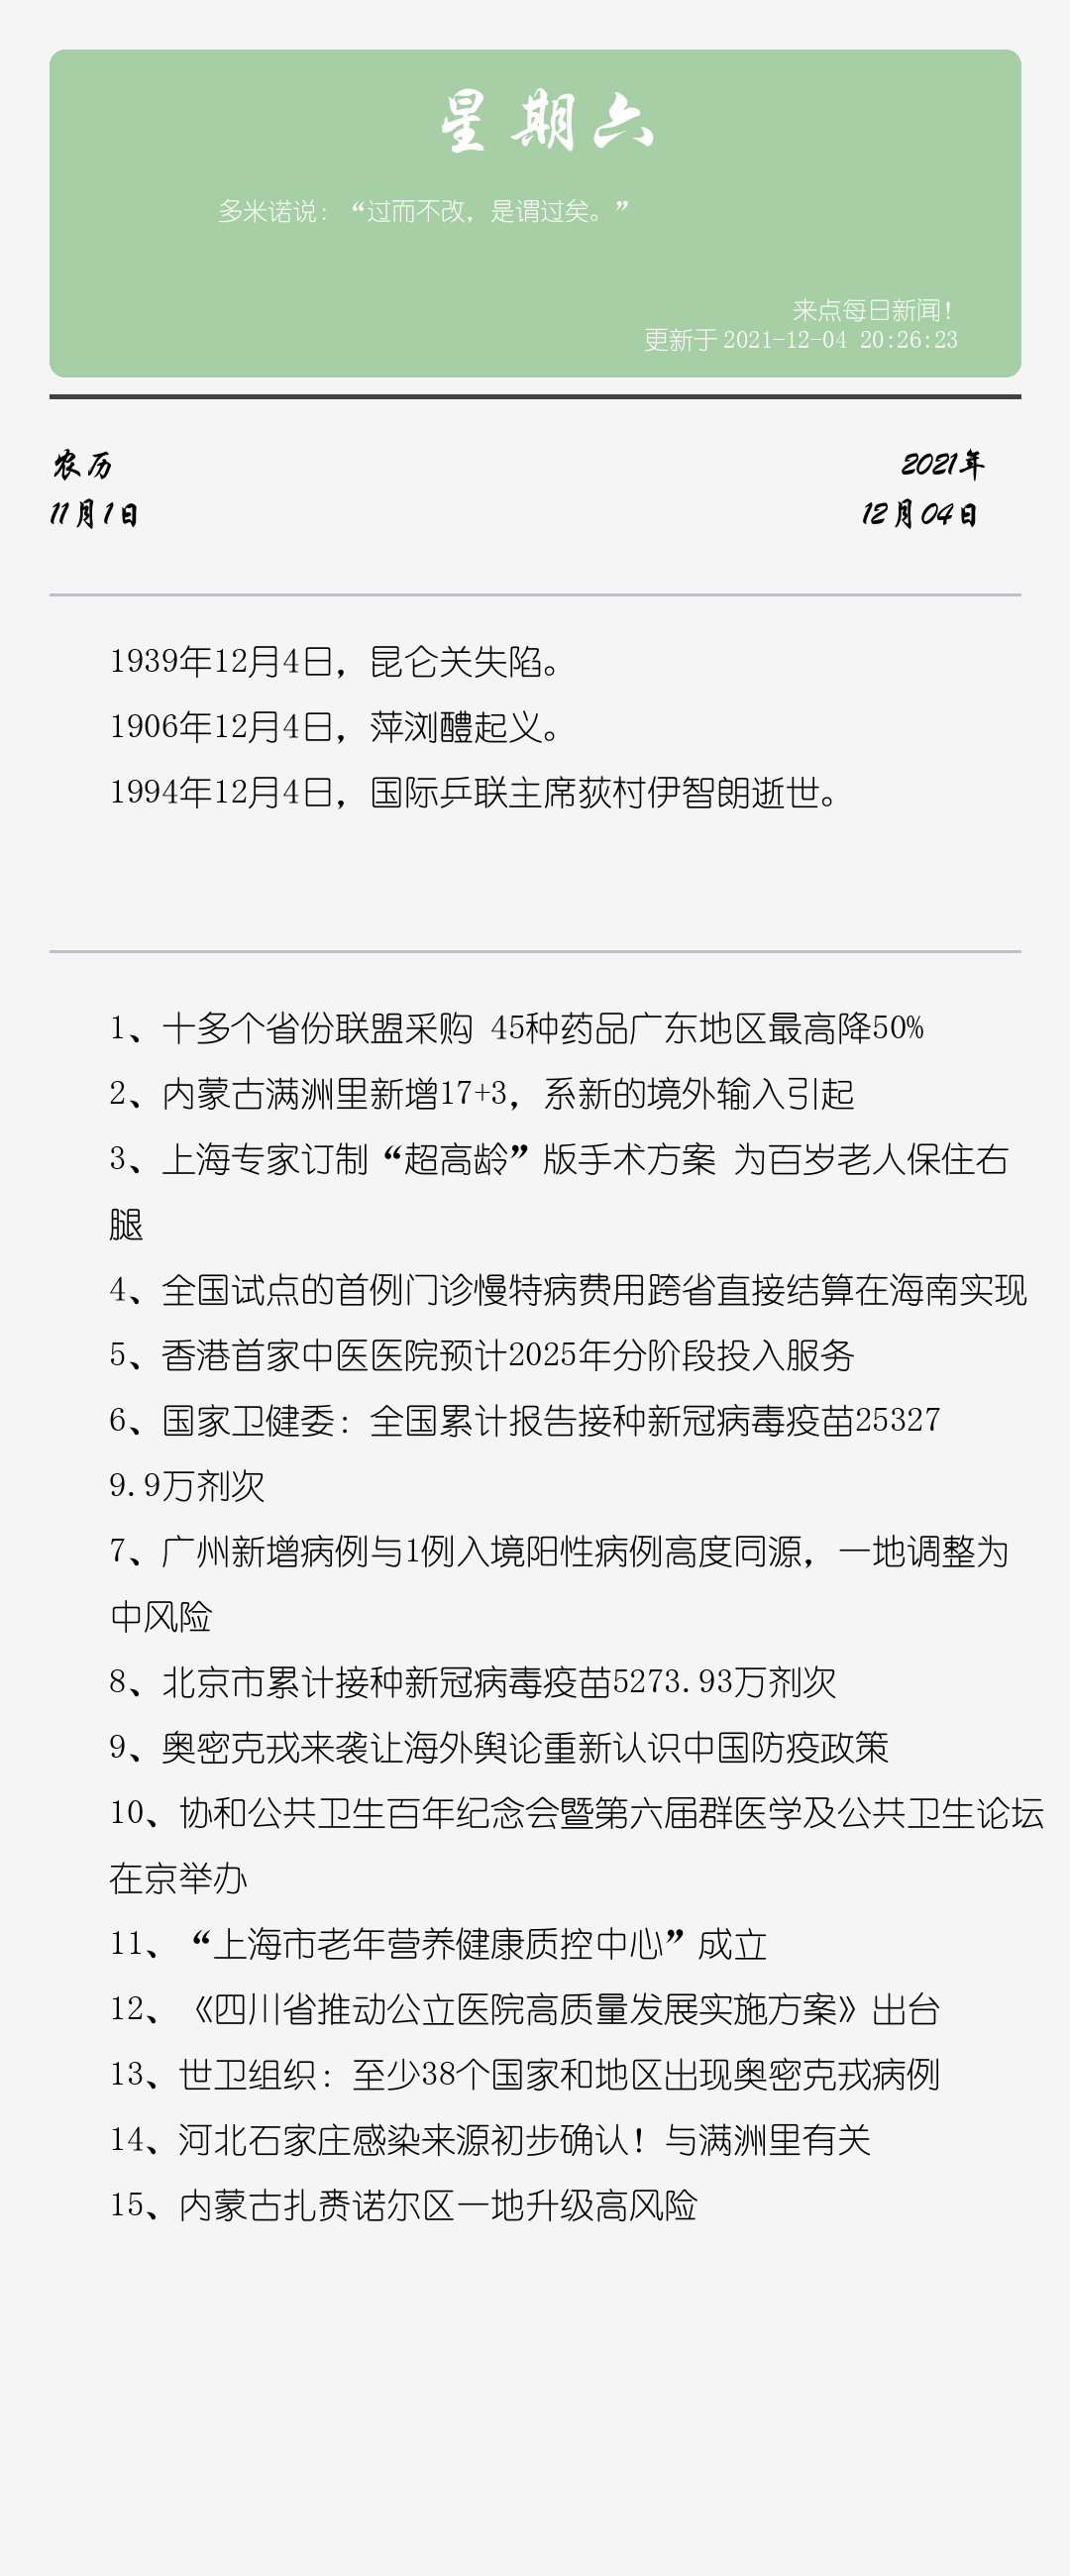 星期六
多米诺说：“过而不改，是谓过矣。”
来点每日新闻！
更新于2021-12-04 20:26:23
农历
2021年
11月1日
12月04日
1939年12月4日，昆仑关失陷。
1906年12月4日，萍浏醴起义。
1994年12月4日，国际乒联主席荻村伊智朗逝世。
1、十多个省份联盟采购 45种药品广东地区最高降50%
2、内蒙古满洲里新增17+3，系新的境外输入引起
3、上海专家订制“超高龄”版手术方案 为百岁老人保住右
腿
4、全国试点的首例门诊慢特病费用跨省直接结算在海南实现
5、香港首家中医医院预计2025年分阶段投入服务
6、国家卫健委：全国累计报告接种新冠病毒疫苗25327
9.9万剂次
7、广州新增病例与1例入境阳性病例高度同源，一地调整为
中风险
8、北京市累计接种新冠病毒疫苗5273.93万剂次
9、奥密克戎来袭让海外舆论重新认识中国防疫政策
10、协和公共卫生百年纪念会暨第六届群医学及公共卫生论坛
在京举办
11、“上海市老年营养健康质控中心”成立
12、《四川省推动公立医院高质量发展实施方案》出台
13、世卫组织：至少38个国家和地区出现奥密克戎病例
14、河北石家庄感染来源初步确认！与满洲里有关
15、内蒙古扎赉诺尔区一地升级高风险